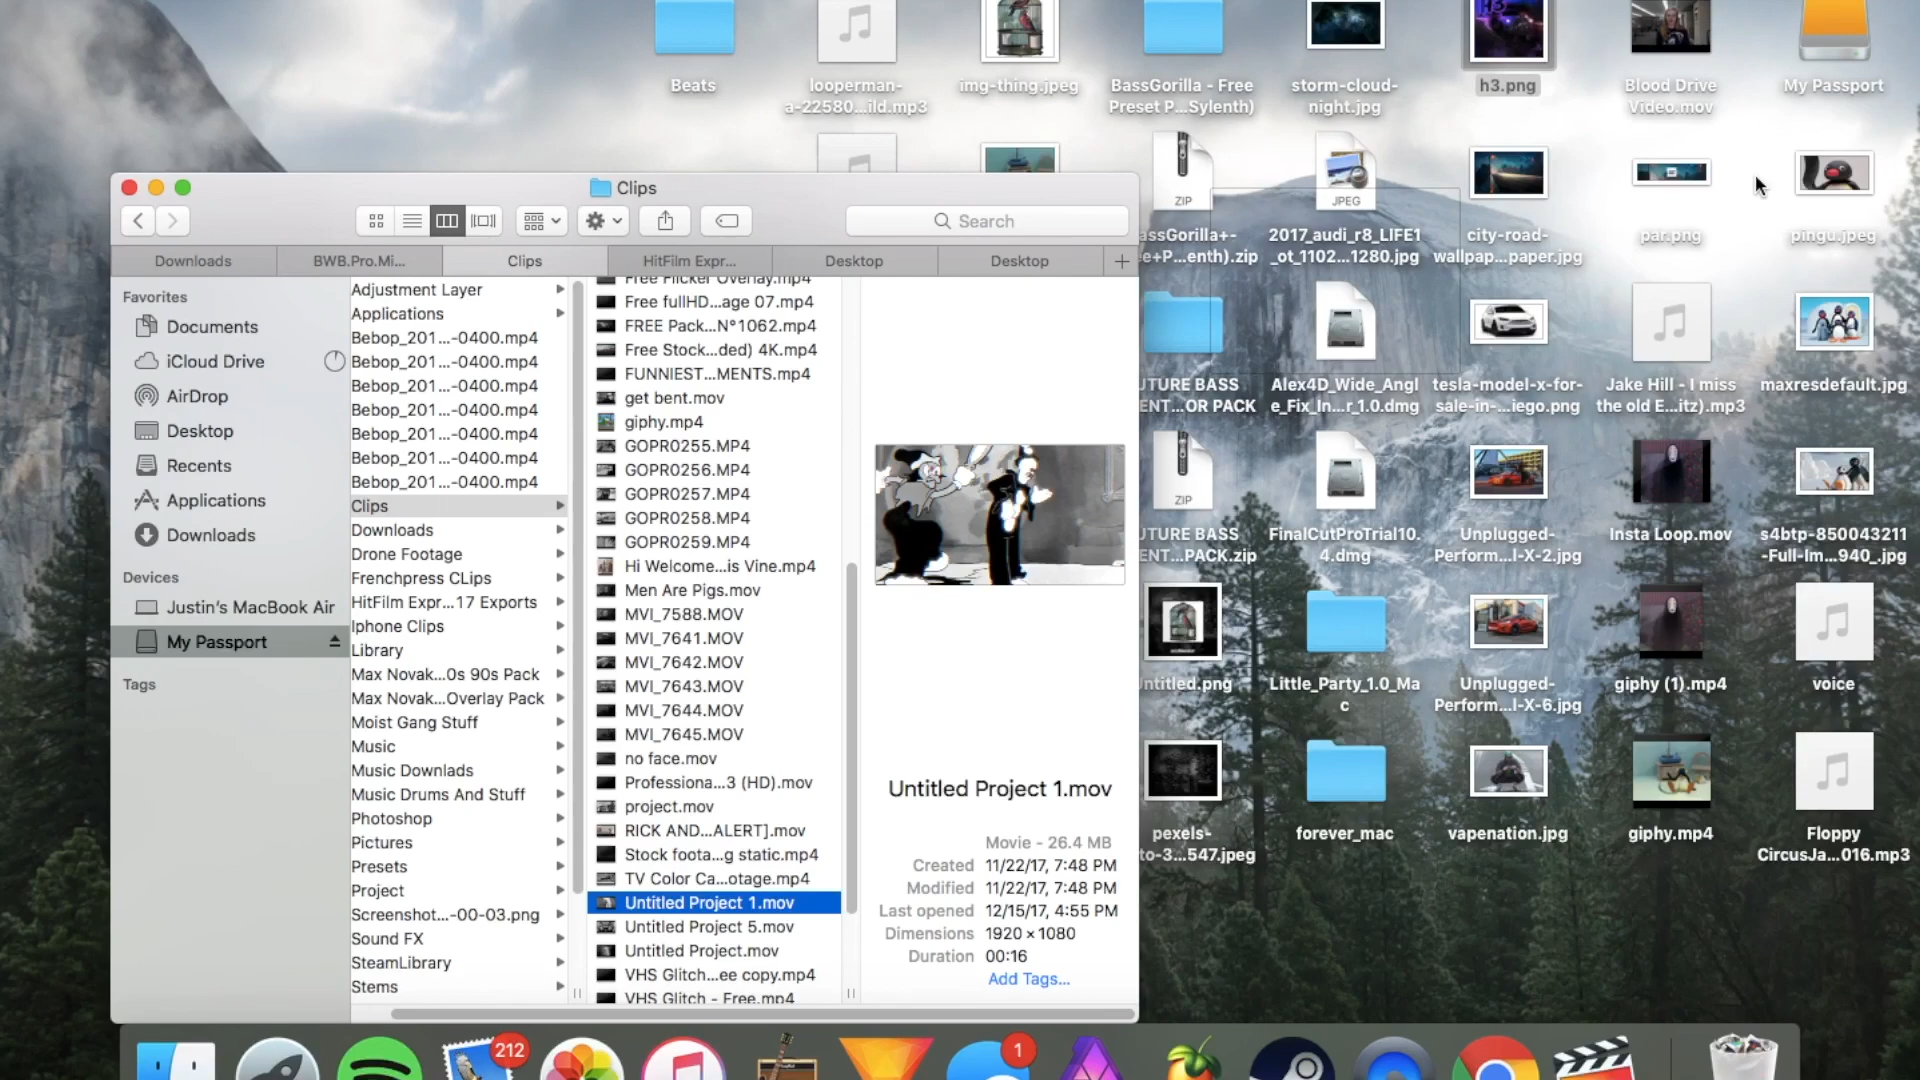 Beats
looperman-
a-22580...ild.mp3
img-thing.jpeg
BassGorilla - Free
Preset P...Sylenth)
storm-cloud-
night.jpg
h3.png
Blood Drive
Video.mov
My Passport
Clips
Search
Downloads
BWB.Pro.Mi...
Clips
HitFilm Expr...
Desktop
Desktop
Favorites
Documents
iCloud Drive
AirDrop
Desktop
Recents
Applications
Downloads
Devices
Justin's MacBook Air
My Passport
Tags
Adjustment Layer
Applications
Bebop_201...-0400.mp4
Bebop_201...-0400.mp4
Bebop_201...-0400.mp4
Bebop_201...-0400.mp4
Bebop_201...-0400.mp4
Bebop_201...-0400.mp4
Bebop_201...-0400.mp4
Clips
Downloads
Drone Footage
Frenchpress CLips
HitFilm Expr...17 Exports
Iphone Clips
Library
Max Novak...0s 90s Pack
Max Novak...Overlay Pack
Moist Gang Stuff
Music
Music Downlads
Music Drums And Stuff
Photoshop
Pictures
Presets
Project
Screenshot...-00-03.png
Sound FX
SteamLibrary
Stems
Free Flicker Overlay.mp4
Free fullHD...age 07.mp4
FREE Pack...N°1062.mp4
Free Stock...ded) 4K.mp4
FUNNIEST...MENTS.mp4
get bent.mov
giphy.mp4
GOPR0255.MP4
GOPR0256.MP4
GOPR0257.MP4
GOPR0258.MP4
GOPR0259.MP4
Hi Welcome...is Vine.mp4
Men Are Pigs.mov
MVI_7588.MOV
MVI_7641.MOV
MVI_7642.MOV
MVI_7643.MOV
MVI_7644.MOV
MVI_7645.MOV
no face.mov
Professiona...3 (HD).mov
project.mov
RICK AND...ALERT].mov
Stock foota...g static.mp4
TV Color Ca...otage.mp4
Untitled Project 1.mov
Untitled Project 5.mov
Untitled Project.mov
VHS Glitch...ee copy.mp4
VHS Glitch - Free.mp4
Untitled Project 1.mov
Movie - 26.4 MB
Created 11/22/17, 7:48 PM
Modified 11/22/17, 7:48 PM
Last opened 12/15/17, 4:55 PM
Dimensions 1920 × 1080
Duration 00:16
Add Tags...
ZIP
JPEG
assGorilla+-
e+P...enth).zip
2017_audi_r8_LIFE1
_ot_1102...1280.jpg
city-road-
wallpap...paper.jpg
par.png
pingu.jpeg
UTURE BASS
ENT...OR PACK
Alex4D_Wide_Angl
e_Fix_In...r_1.0.dmg
tesla-model-x-for-
sale-in-...iego.png
Jake Hill - I miss
the old E...itz).mp3
maxresdefault.jpg
ZIP
UTURE BASS
ENT...PACK.zip
FinalCutProTrial10.
4.dmg
Unplugged-
Perform...l-X-2.jpg
Insta Loop.mov
s4btp-850043211
-Full-Im...940_.jpg
Untitled.png
Little_Party_1.0_Ma
c
Unplugged-
Perform...l-X-6.jpg
giphy (1).mp4
voice
pexels-
to-3...547.jpeg
forever_mac
vapenation.jpg
giphy.mp4
Floppy
CircusJa...016.mp3
212
1